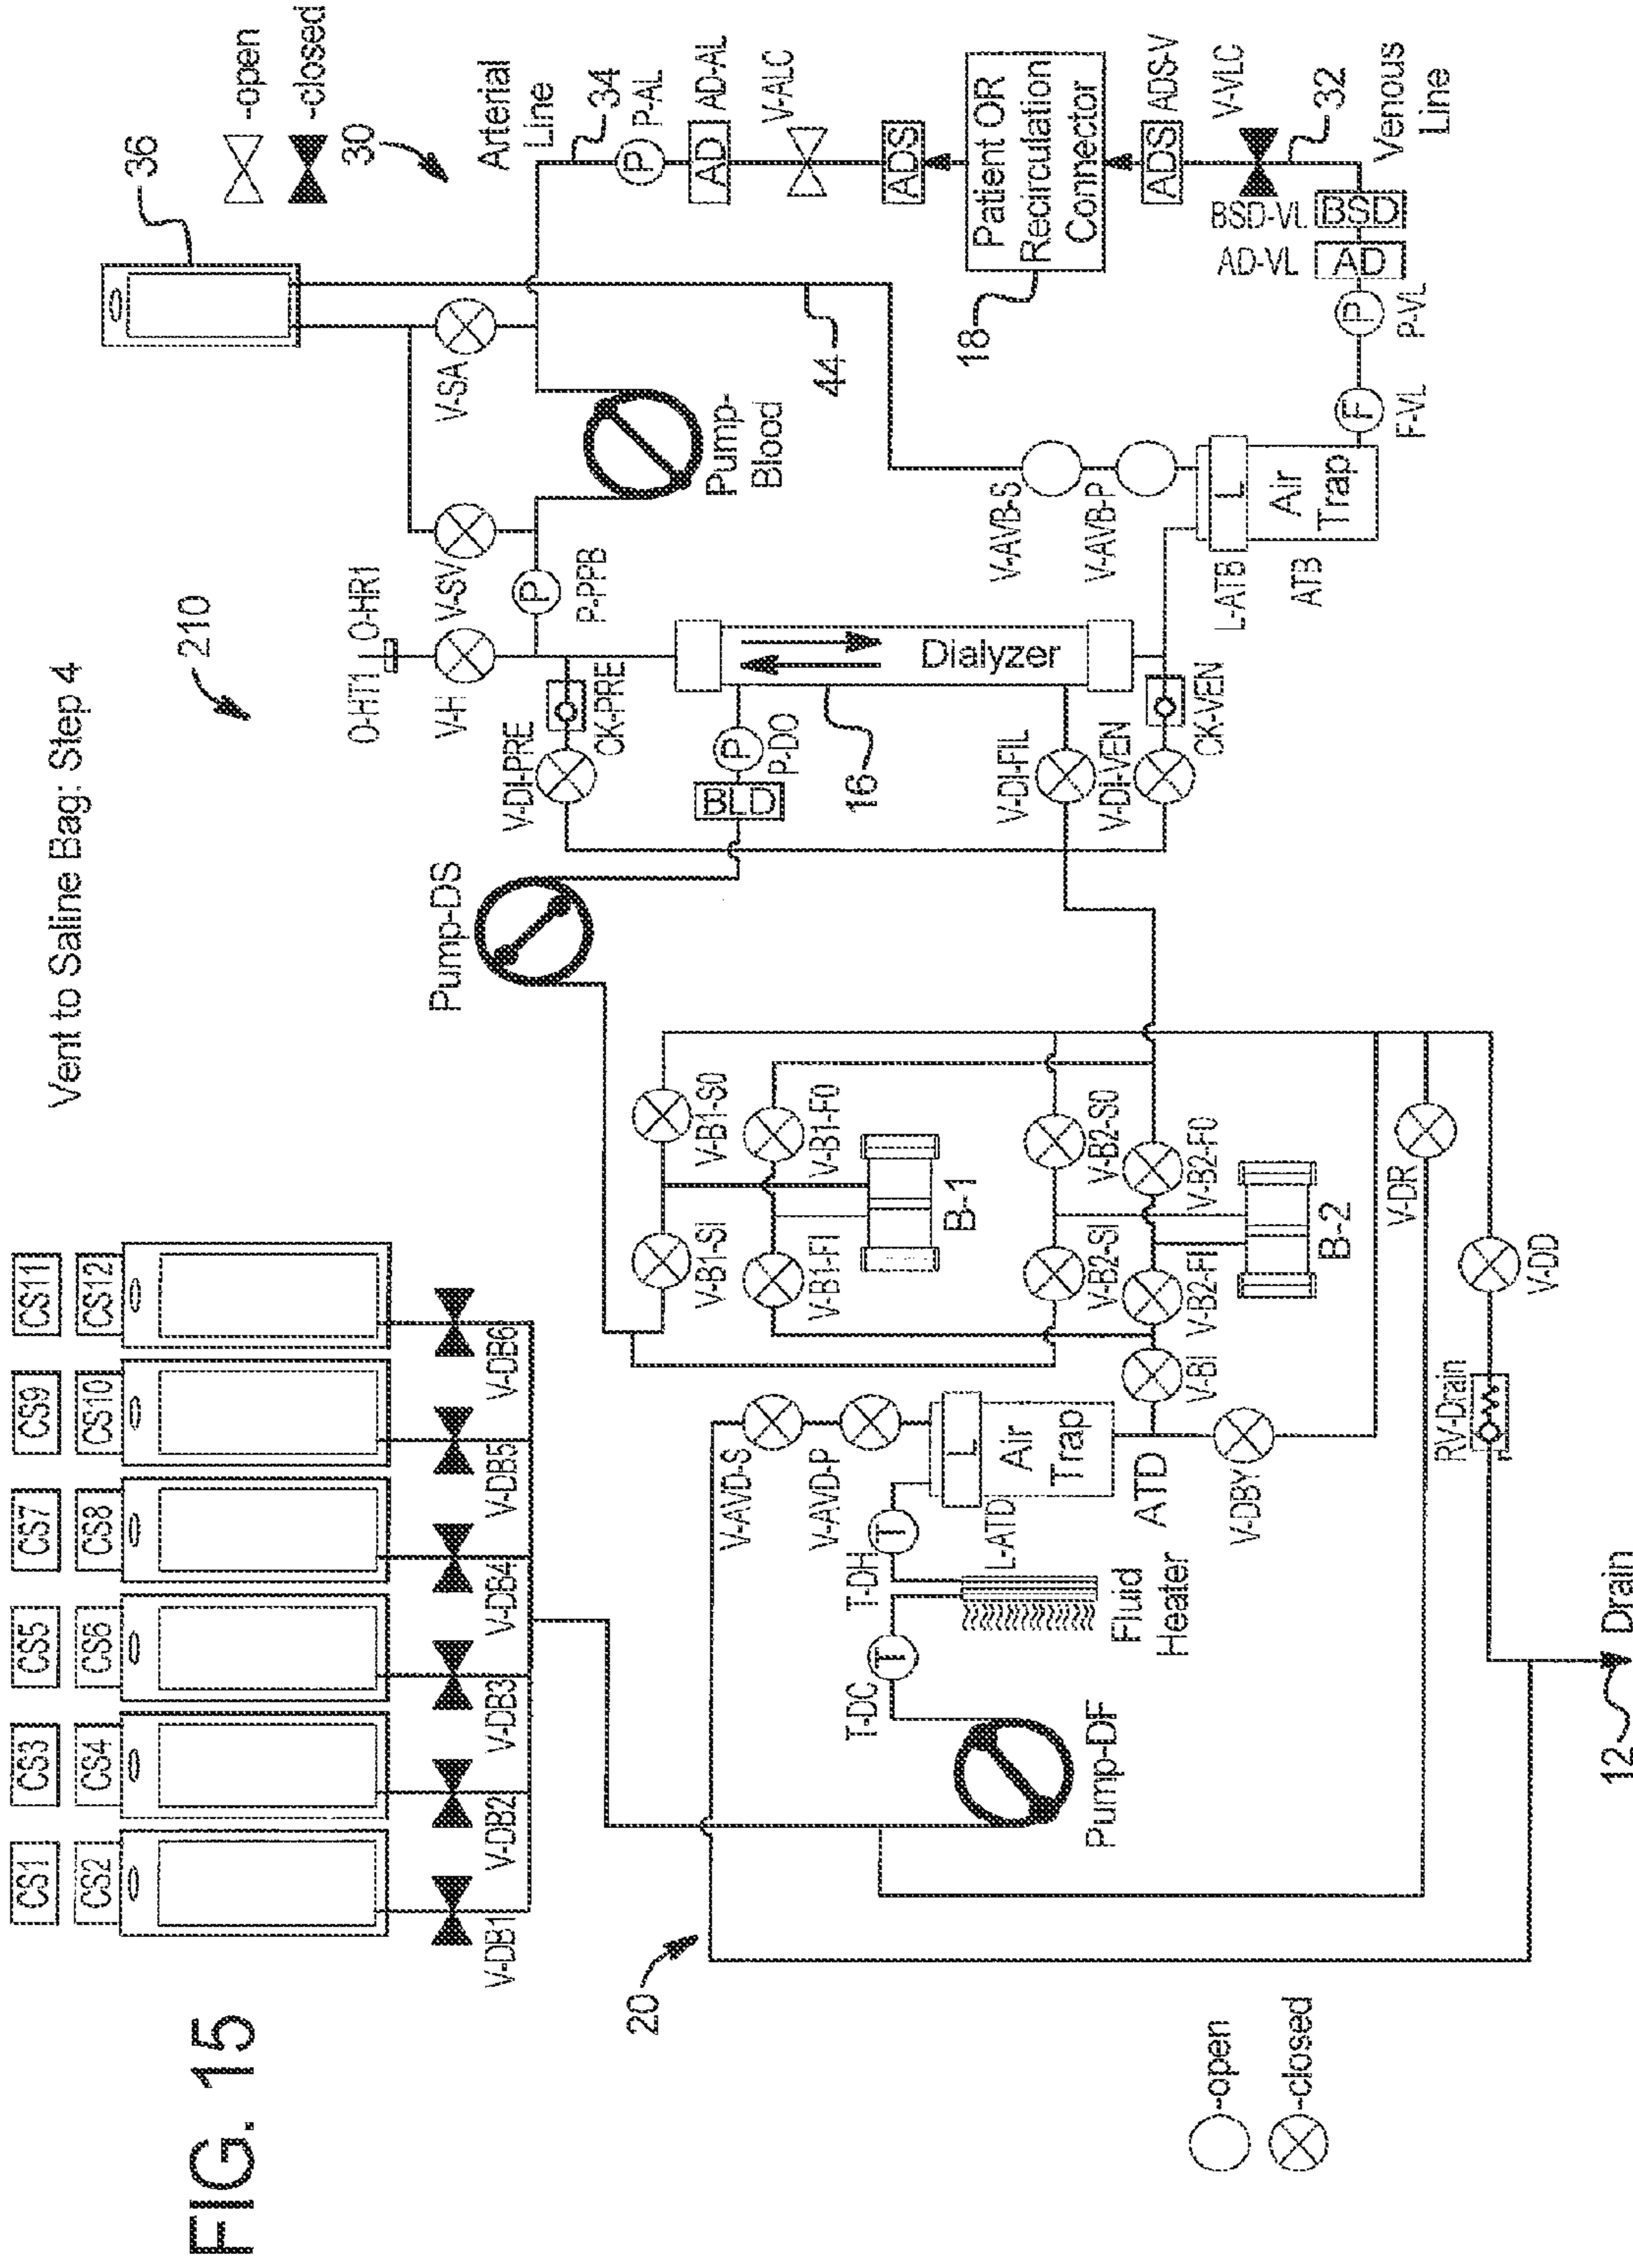 FIG. 15
Vent to Saline Bag: Step 4
210
CS1
CS3
CS5
CS7
CS9
CS11
CS2
CS4
CS6
CS8
CS10
CS12
V-DB1
V-DB2
V-DB3
V-DB4
V-DB5
V-DB6
36
-open
-closed
30
Arterial
Line
34
P-AL
P
AD-AL
AD
V-ALC
ADS
Patient OR
Recirculation
Connector
18
ADS-V
ADS
V-VLC
32
Venous
Line
BSD-VL
BSD
AD-VL
AD
P
P-VL
F
F-VL
44
V-SA
V-SV
Pump-
Blood
O-HT1
O-HR1
V-H
P
P-PFB
V-AVB-S
V-AVB-P
L
Air
Trap
L-ATB
ATB
Dialyzer
16
V-DI-PRE
CK-PRE
BLD
P
P-DO
V-DI-FIL
V-DI-VEN
CK-VEN
Pump-DS
V-B1-S0
V-B1-SI
V-B1-F0
V-B1-FI
B-1
V-B2-S0
V-B2-SI
V-B2-F0
V-B2-FI
B-2
V-BI
V-DR
V-DD
RV-Drain
V-AVD-S
V-AVD-P
L
Air
Trap
L-ATD
ATD
V-DBY
T
T-DH
T
T-DC
Fluid
Heater
Pump-DF
20
12
Drain
-open
-closed